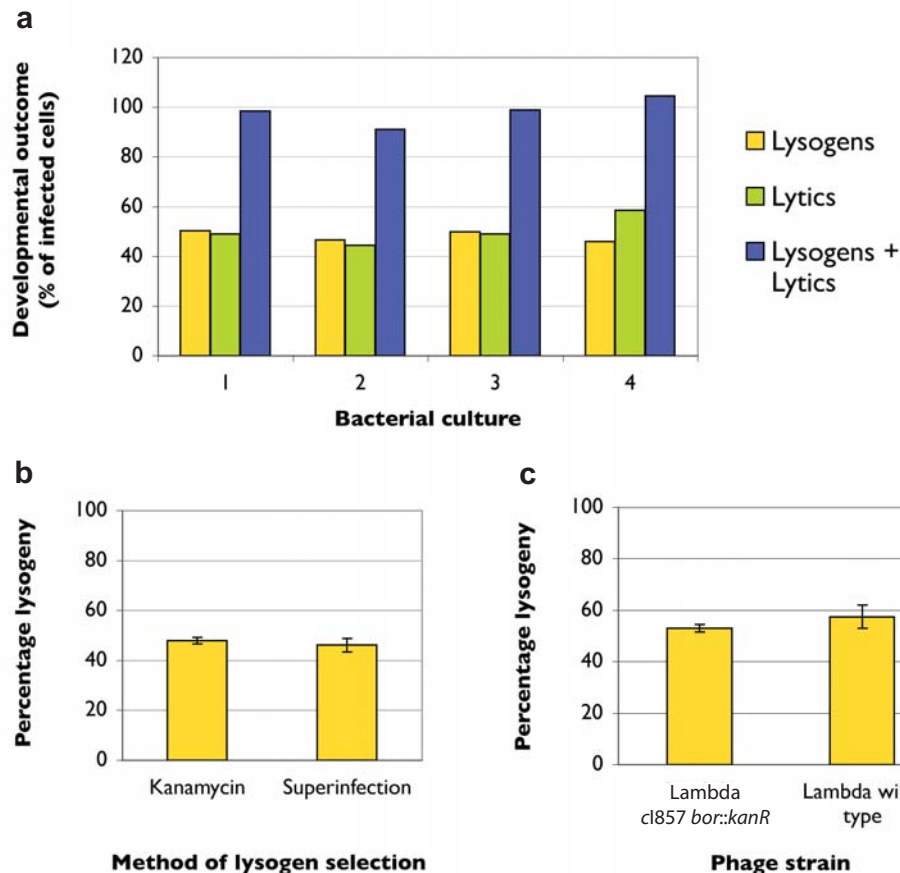 a
Developmental outcome
(% of infected cells)
120
100
80
60
40
20
0
1 2 3 4
Bacterial culture
Lysogens
Lytics
Lysogens +
Lytics
b
Percentage lysogeny
100
80
60
40
20
0
Kanamycin Superinfection
Method of lysogen selection
c
Percentage lysogeny
100
80
60
40
20
0
Lambda
cI857 bor::kanR
Lambda wi
type
Phage strain